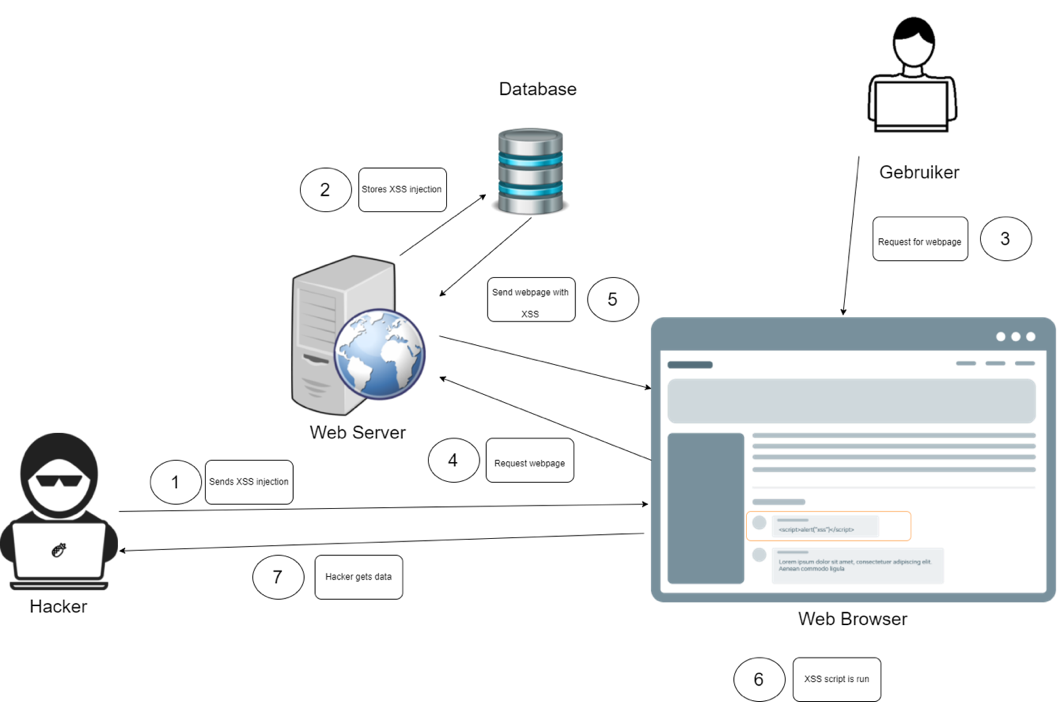 Database
Gebruiker
2
Stores XSS injection
Request for webpage
3
Send webpage with
XSS
5
Web Server
4
Request webpage
1
Sends XSS injection
<script>alert("xss")</script>
Lorem ipsum dolor sit amet, consectetuer adipiscing elit.
Aenean commodo ligula
7
Hacker gets data
Hacker
Web Browser
6
XSS script is run